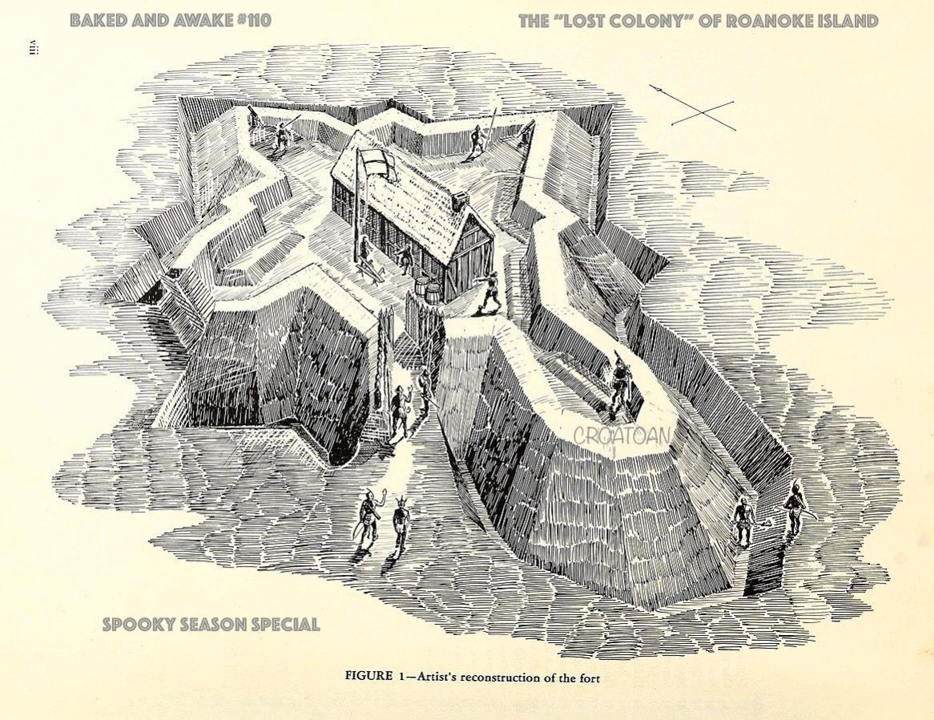 BAKED AND AWAKE #110
THE "LOST COLONY" OF ROANOKE ISLAND
viii
CROATOAN
SPOOKY SEASON SPECIAL
FIGURE 1—Artist's reconstruction of the fort